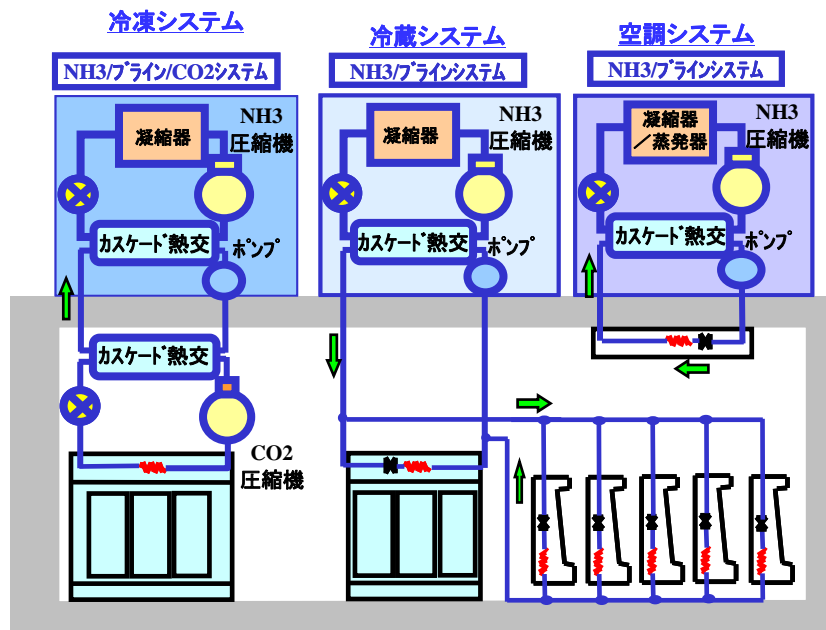 冷凍システム
NH3/ﾌﾞﾗｲﾝ/CO2システム
NH3
圧縮機
凝縮器
カスケード熱交
ポンプ
カスケード熱交
CO2
圧縮機
冷蔵システム
NH3/ﾌﾞﾗｲﾝシステム
NH3
圧縮機
凝縮器
カスケード熱交
ポンプ
空調システム
NH3/ﾌﾞﾗｲﾝシステム
NH3
圧縮機
凝縮器
／蒸発器
カスケード熱交
ポンプ